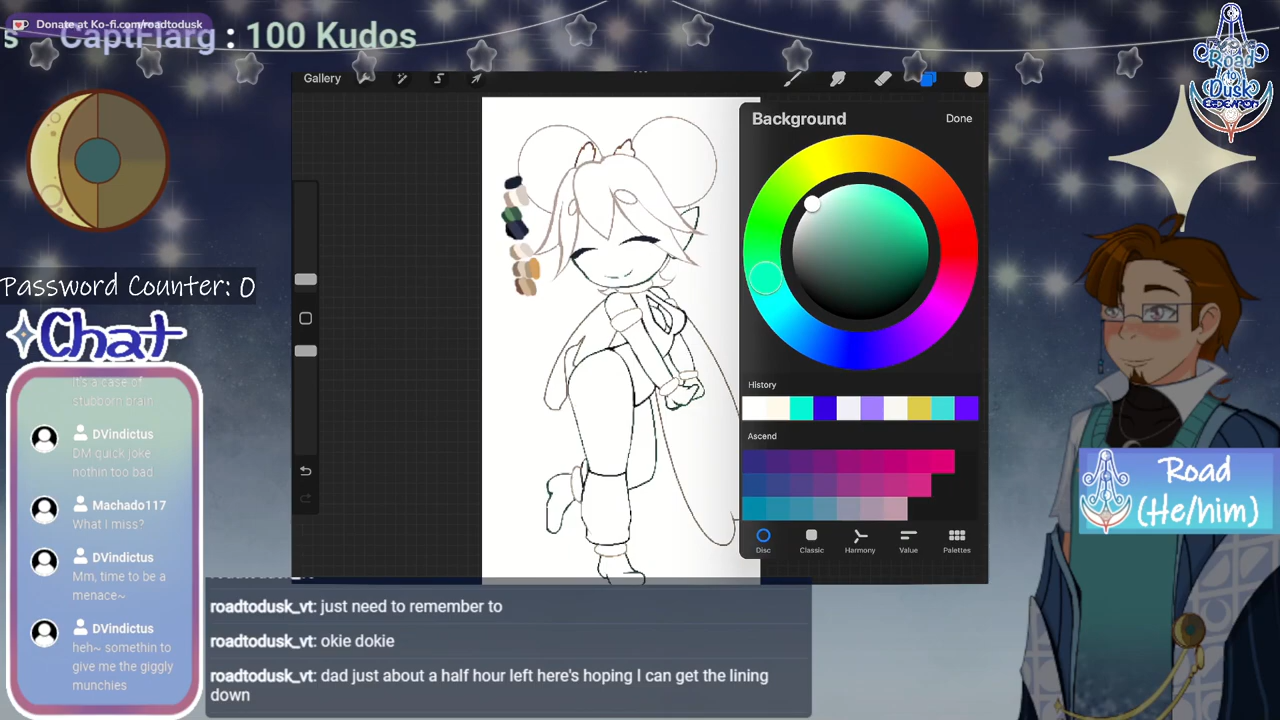 Donate at Ko-fi.com/roadtodusk
s CaptFlarg : 100 Kudos
Road
to
Dusk
Gallery
Background
Done
Password Counter: 0
Chat
It's a case of
stubborn brain
DVindictus
DM quick joke
nothin too bad
Machado117
What I miss?
DVindictus
Mm, time to be a
menace~
DVindictus
heh~ somethin to
give me the giggly
munchies
History
Ascend
Disc
Classic
Harmony
Value
Palettes
Road
(He/him)
roadtodusk_vt: just need to remember to
roadtodusk_vt: okie dokie
roadtodusk_vt: dad just about a half hour left here's hoping I can get the lining
down